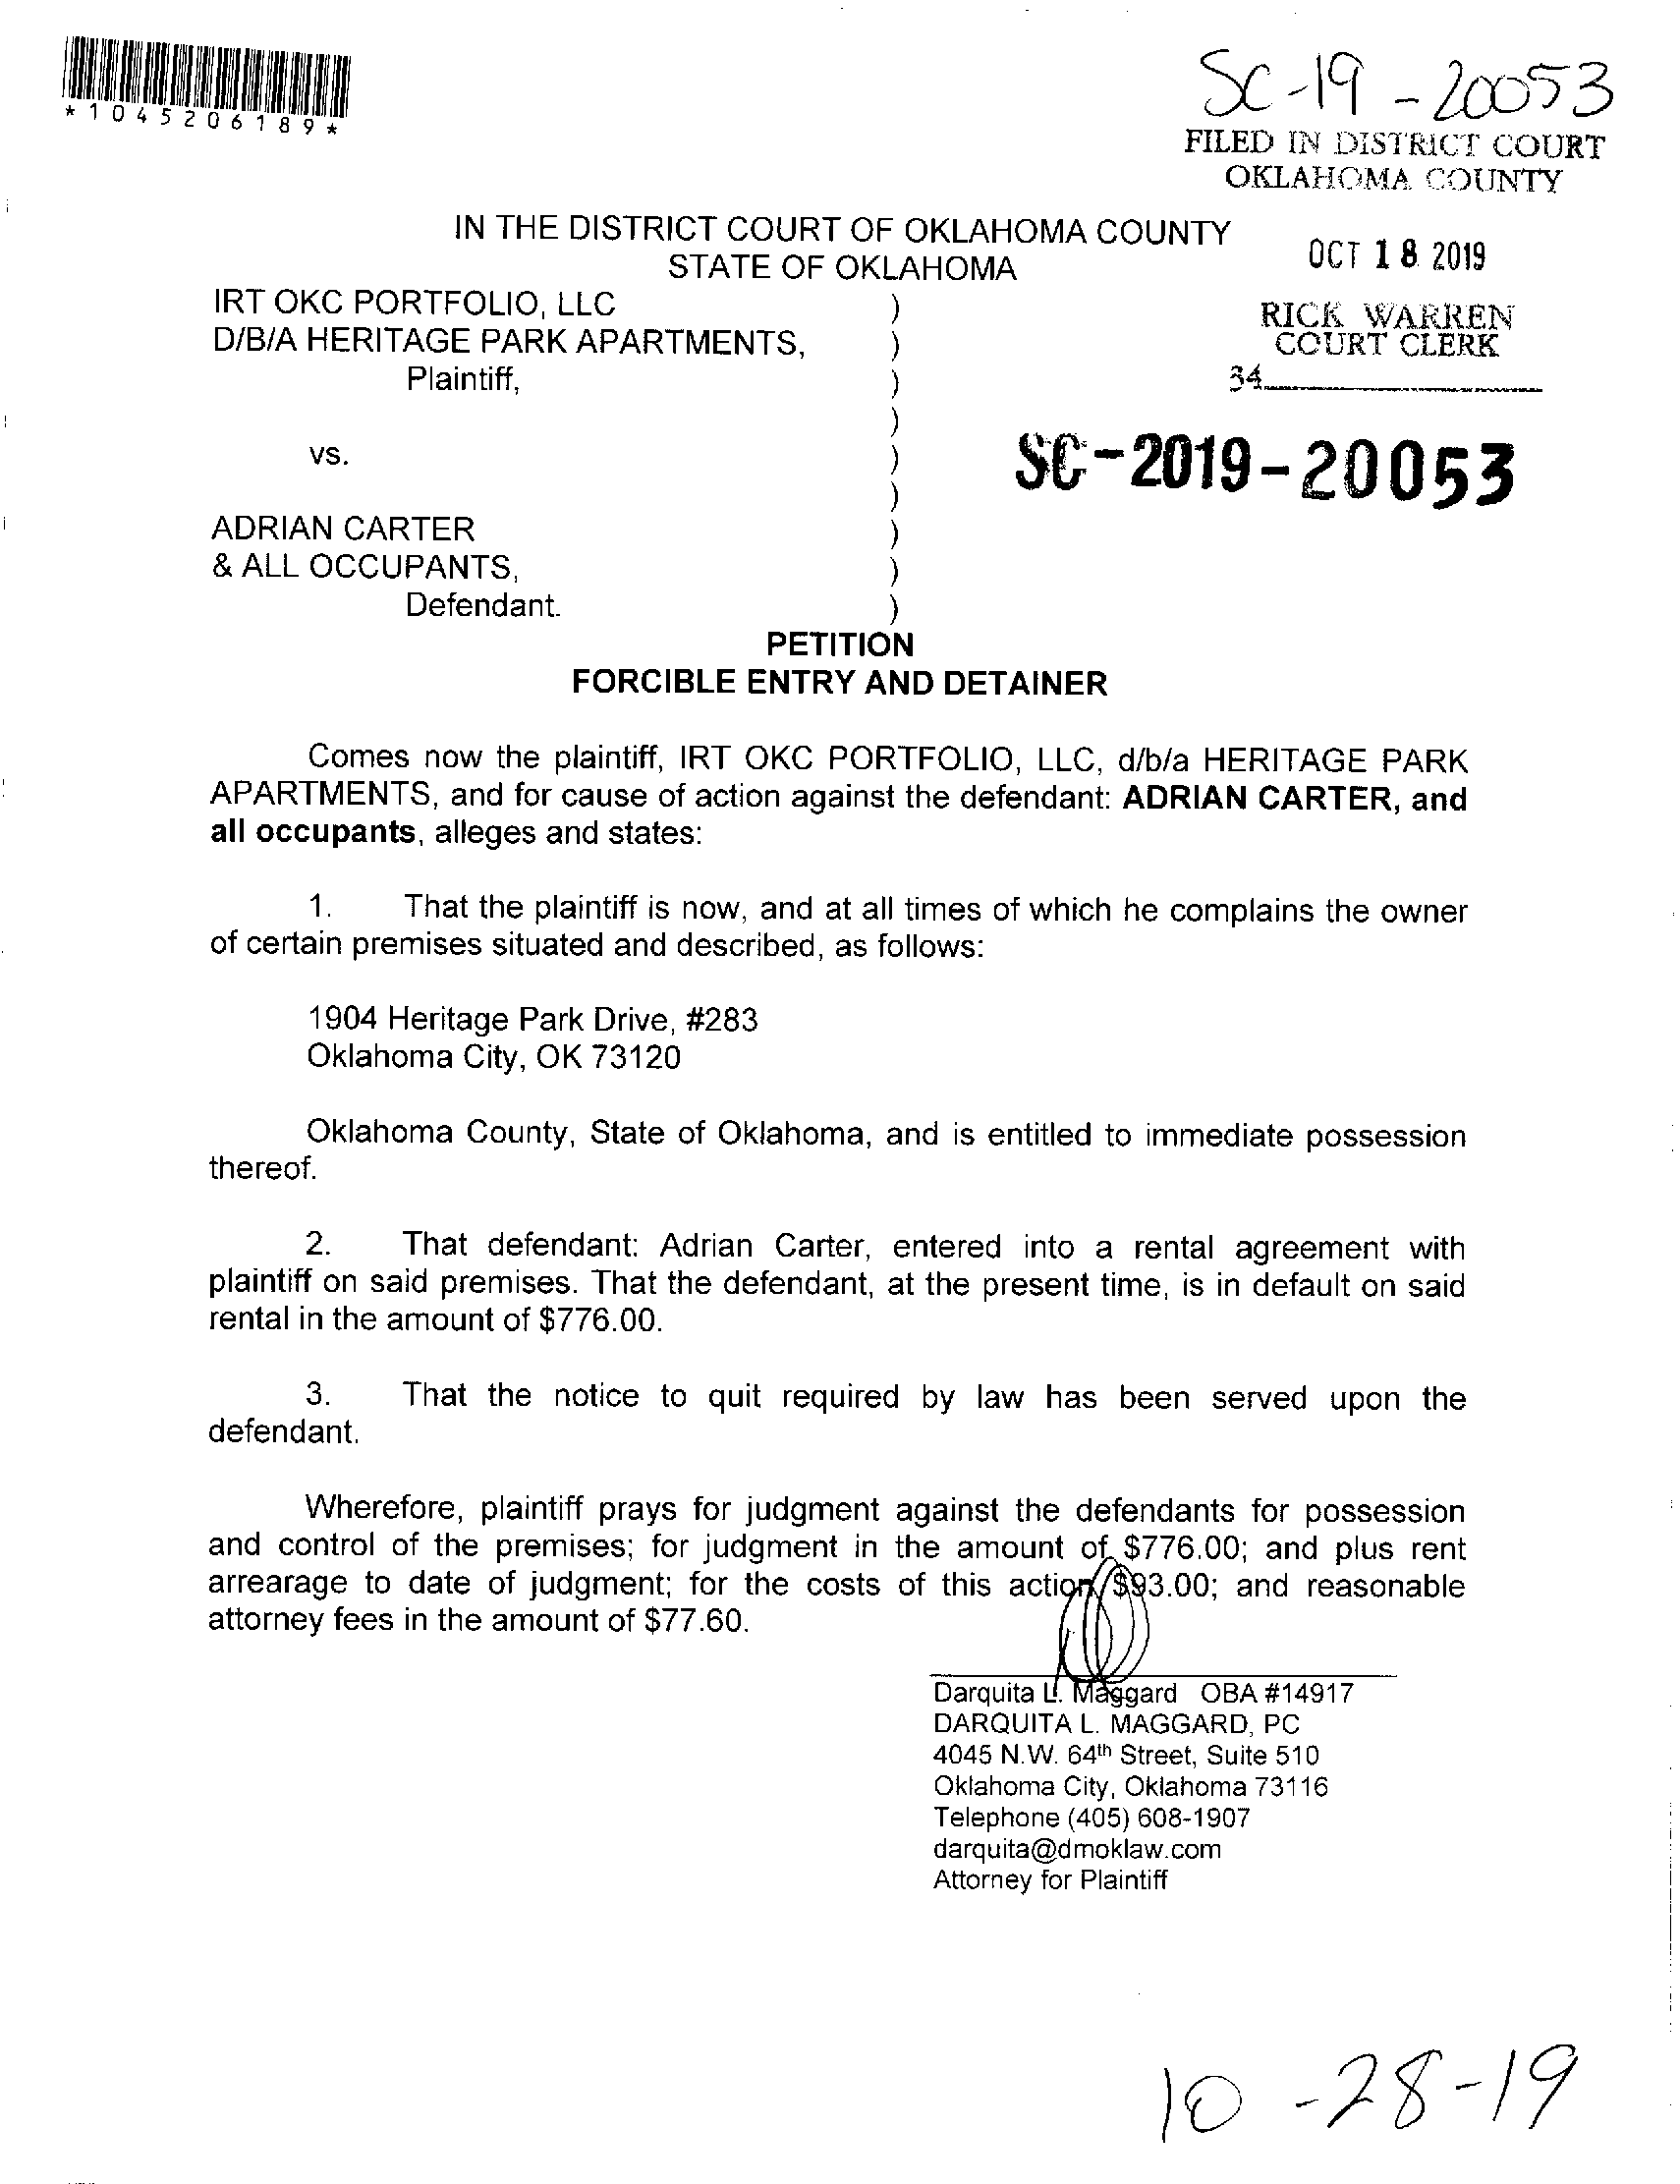 *1045206189*
SC-19-20053
FILED IN DISTRICT COURT
OKLAHOMA COUNTY
IN THE DISTRICT COURT OF OKLAHOMA COUNTY
STATE OF OKLAHOMA
OCT 18 2019
IRT OKC PORTFOLIO, LLC )
D/B/A HERITAGE PARK APARTMENTS, )
Plaintiff, )
RICK WARREN
COURT CLERK
34
)
vs. )
SC-2019-20053
)
ADRIAN CARTER )
& ALL OCCUPANTS, )
Defendant. )
PETITION
FORCIBLE ENTRY AND DETAINER
Comes now the plaintiff, IRT OKC PORTFOLIO, LLC, d/b/a HERITAGE PARK
APARTMENTS, and for cause of action against the defendant: ADRIAN CARTER, and
all occupants, alleges and states:
1. That the plaintiff is now, and at all times of which he complains the owner
of certain premises situated and described, as follows:
1904 Heritage Park Drive, #283
Oklahoma City, OK 73120
Oklahoma County, State of Oklahoma, and is entitled to immediate possession
thereof.
2. That defendant: Adrian Carter, entered into a rental agreement with
plaintiff on said premises. That the defendant, at the present time, is in default on said
rental in the amount of $776.00.
3. That the notice to quit required by law has been served upon the
defendant.
Wherefore, plaintiff prays for judgment against the defendants for possession
and control of the premises; for judgment in the amount of $776.00; and plus rent
arrearage to date of judgment; for the costs of this action $93.00; and reasonable
attorney fees in the amount of $77.60.
Darquita L. Maggard OBA #14917
DARQUITA L. MAGGARD, PC
4045 N.W. 64th Street, Suite 510
Oklahoma City, Oklahoma 73116
Telephone (405) 608-1907
darquita@dmoklaw.com
Attorney for Plaintiff
10-28-19